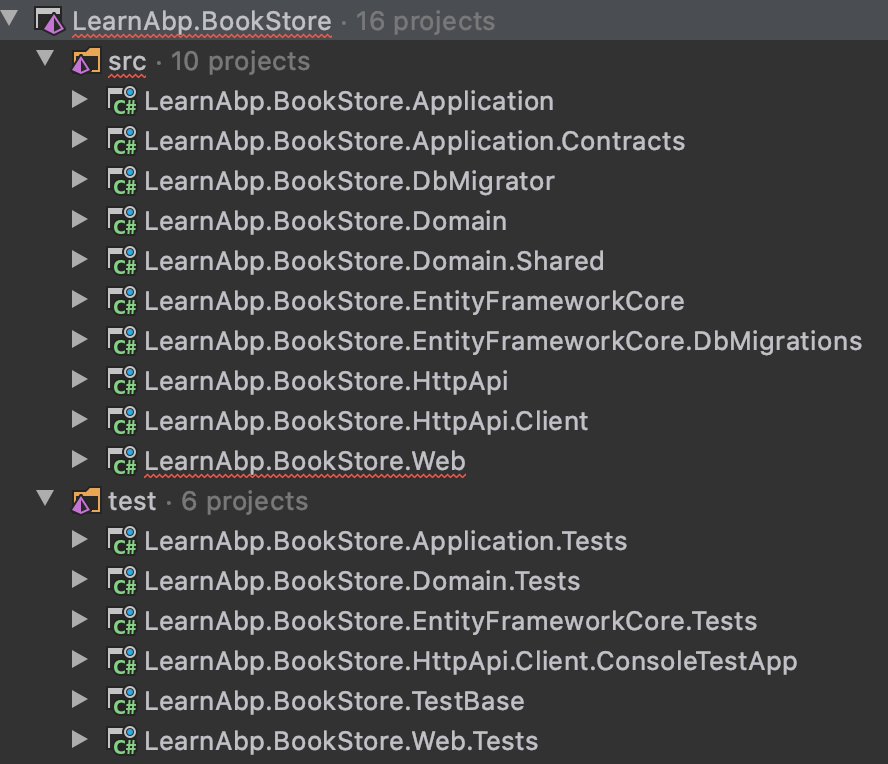 LearnAbp.BookStore · 16 projects
src · 10 projects
C# LearnAbp.BookStore.Application
C# LearnAbp.BookStore.Application.Contracts
C# LearnAbp.BookStore.DbMigrator
C# LearnAbp.BookStore.Domain
C# LearnAbp.BookStore.Domain.Shared
C# LearnAbp.BookStore.EntityFrameworkCore
C# LearnAbp.BookStore.EntityFrameworkCore.DbMigrations
C# LearnAbp.BookStore.HttpApi
C# LearnAbp.BookStore.HttpApi.Client
C# LearnAbp.BookStore.Web
test · 6 projects
C# LearnAbp.BookStore.Application.Tests
C# LearnAbp.BookStore.Domain.Tests
C# LearnAbp.BookStore.EntityFrameworkCore.Tests
C# LearnAbp.BookStore.HttpApi.Client.ConsoleTestApp
C# LearnAbp.BookStore.TestBase
C# LearnAbp.BookStore.Web.Tests